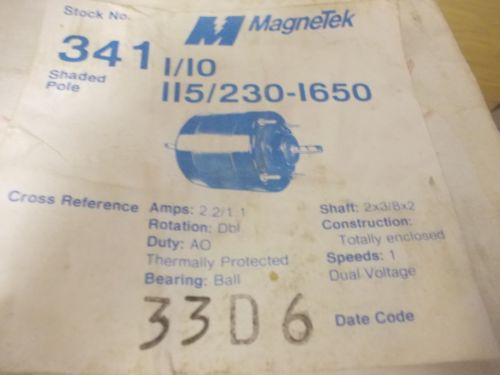 Stock No.
MagneTek
341
1/10
Shaded
Pole
115/230-1650
Cross Reference
Amps: 2.2/1.1
Rotation: Dbl
Duty: AO
Thermally Protected
Bearing: Ball
Shaft: 2x3/8x2
Construction:
Totally enclosed
Speeds: 1
Dual Voltage
33D6
Date Code